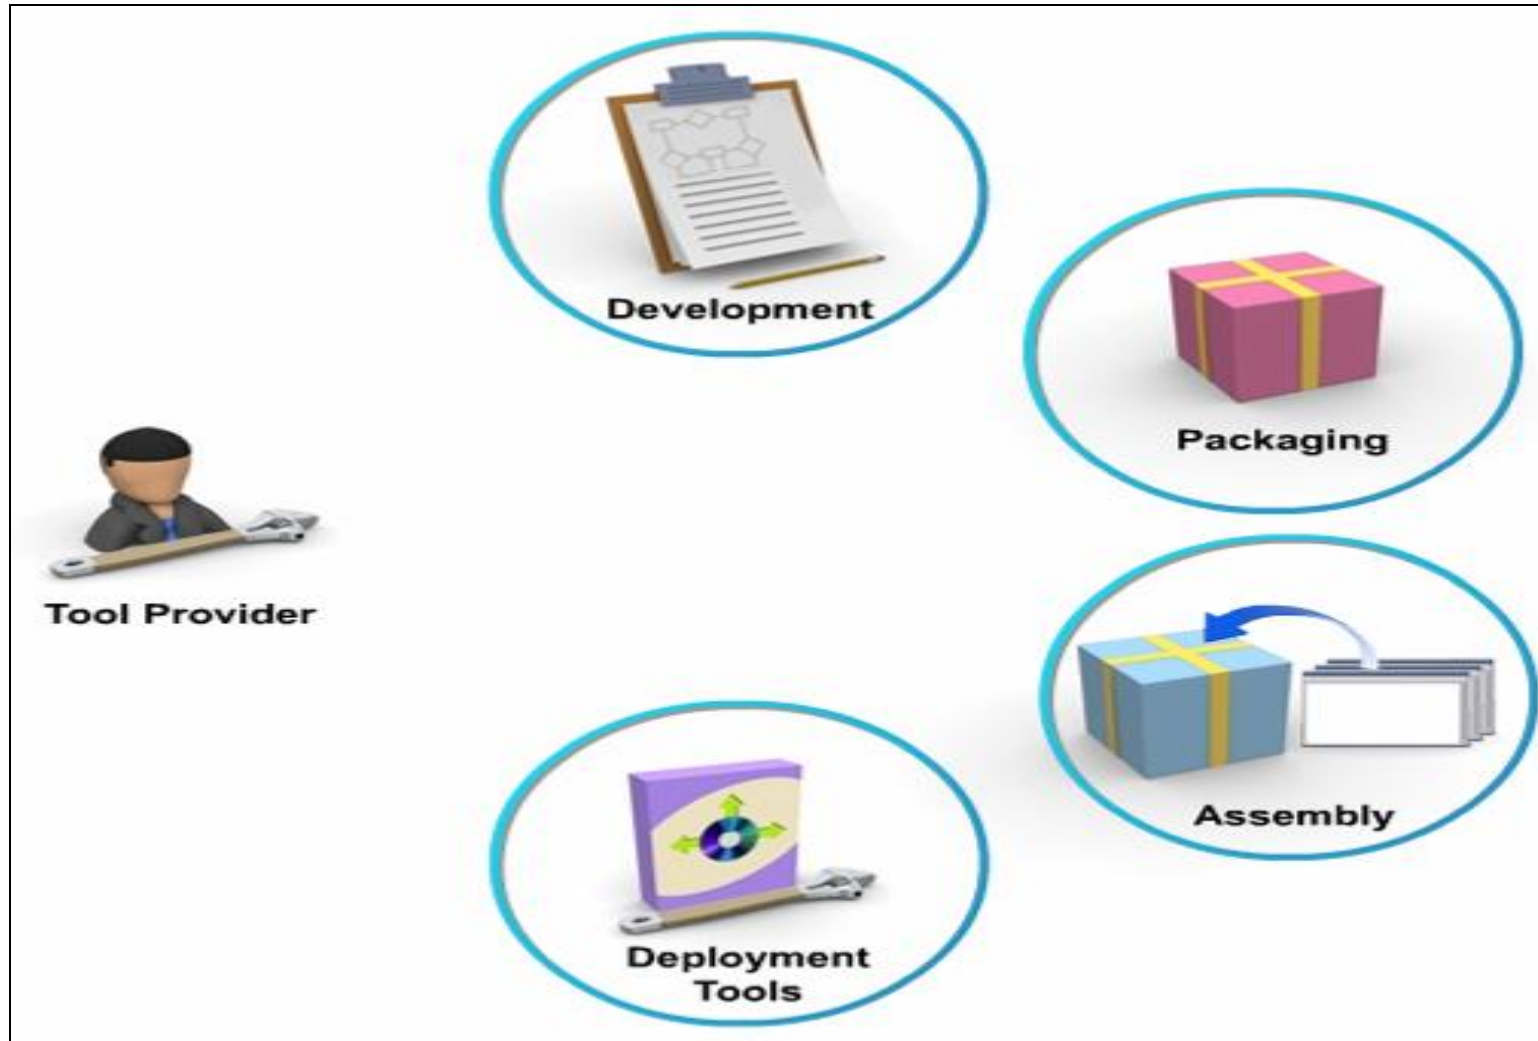 Development
Packaging
Tool Provider
Assembly
Deployment
Tools